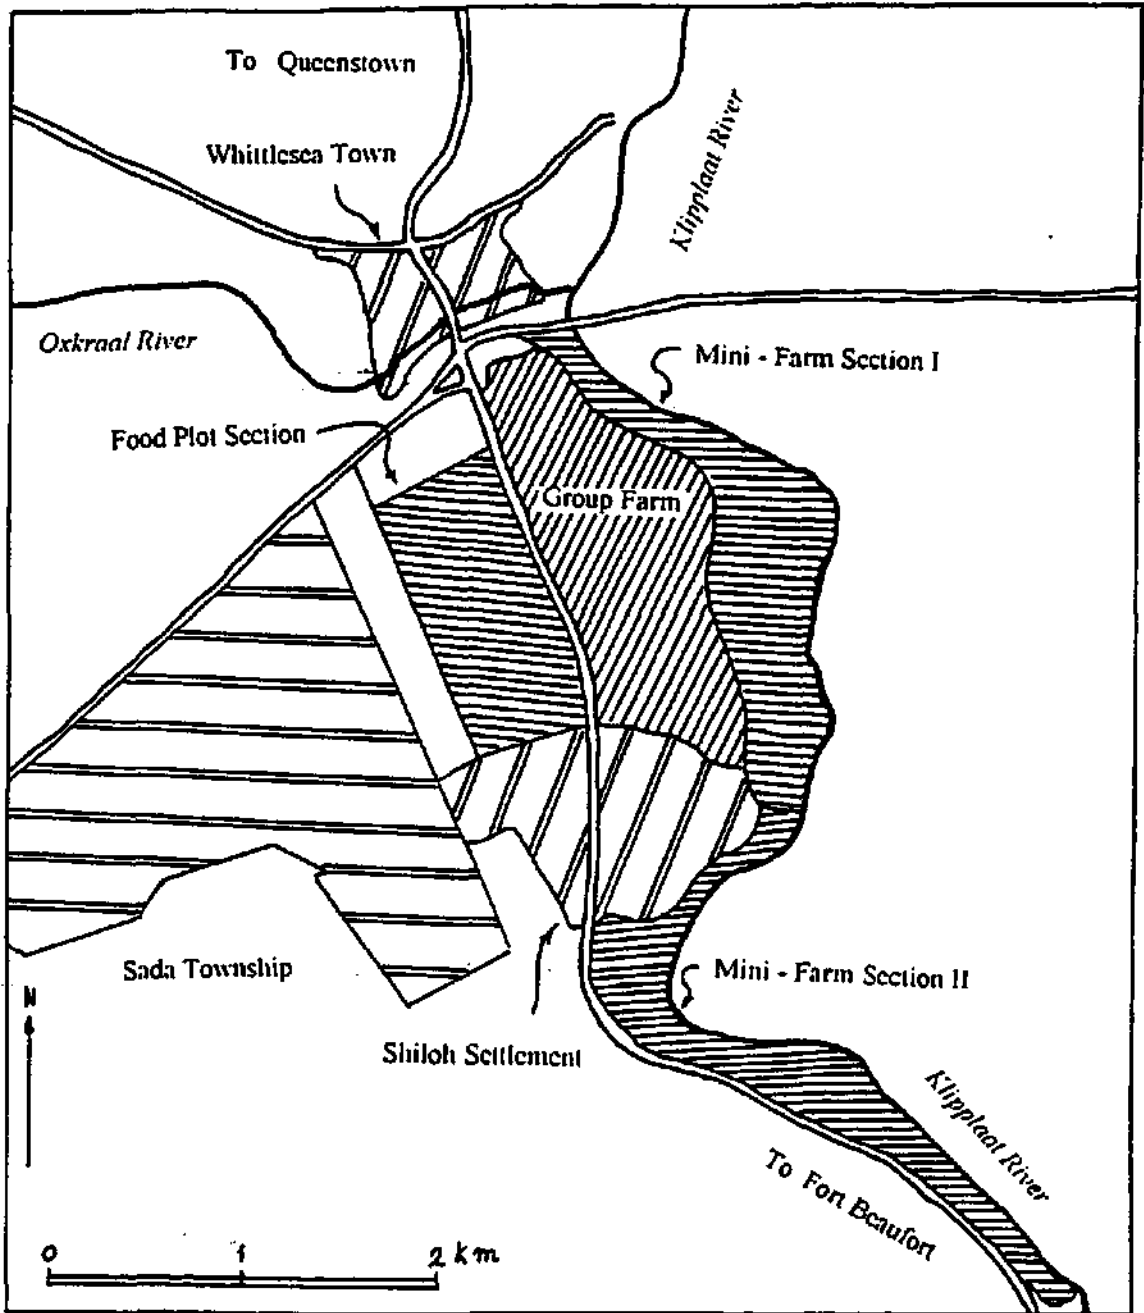 To Queenstown
Whittlesea Town
Klipplaat River
Oxkraal River
Mini - Farm Section I
Food Plot Section
Group Farm
Sada Township
Mini - Farm Section II
N
Shiloh Settlement
Klipplaat River
To Fort Beaufort
0 1 2 km